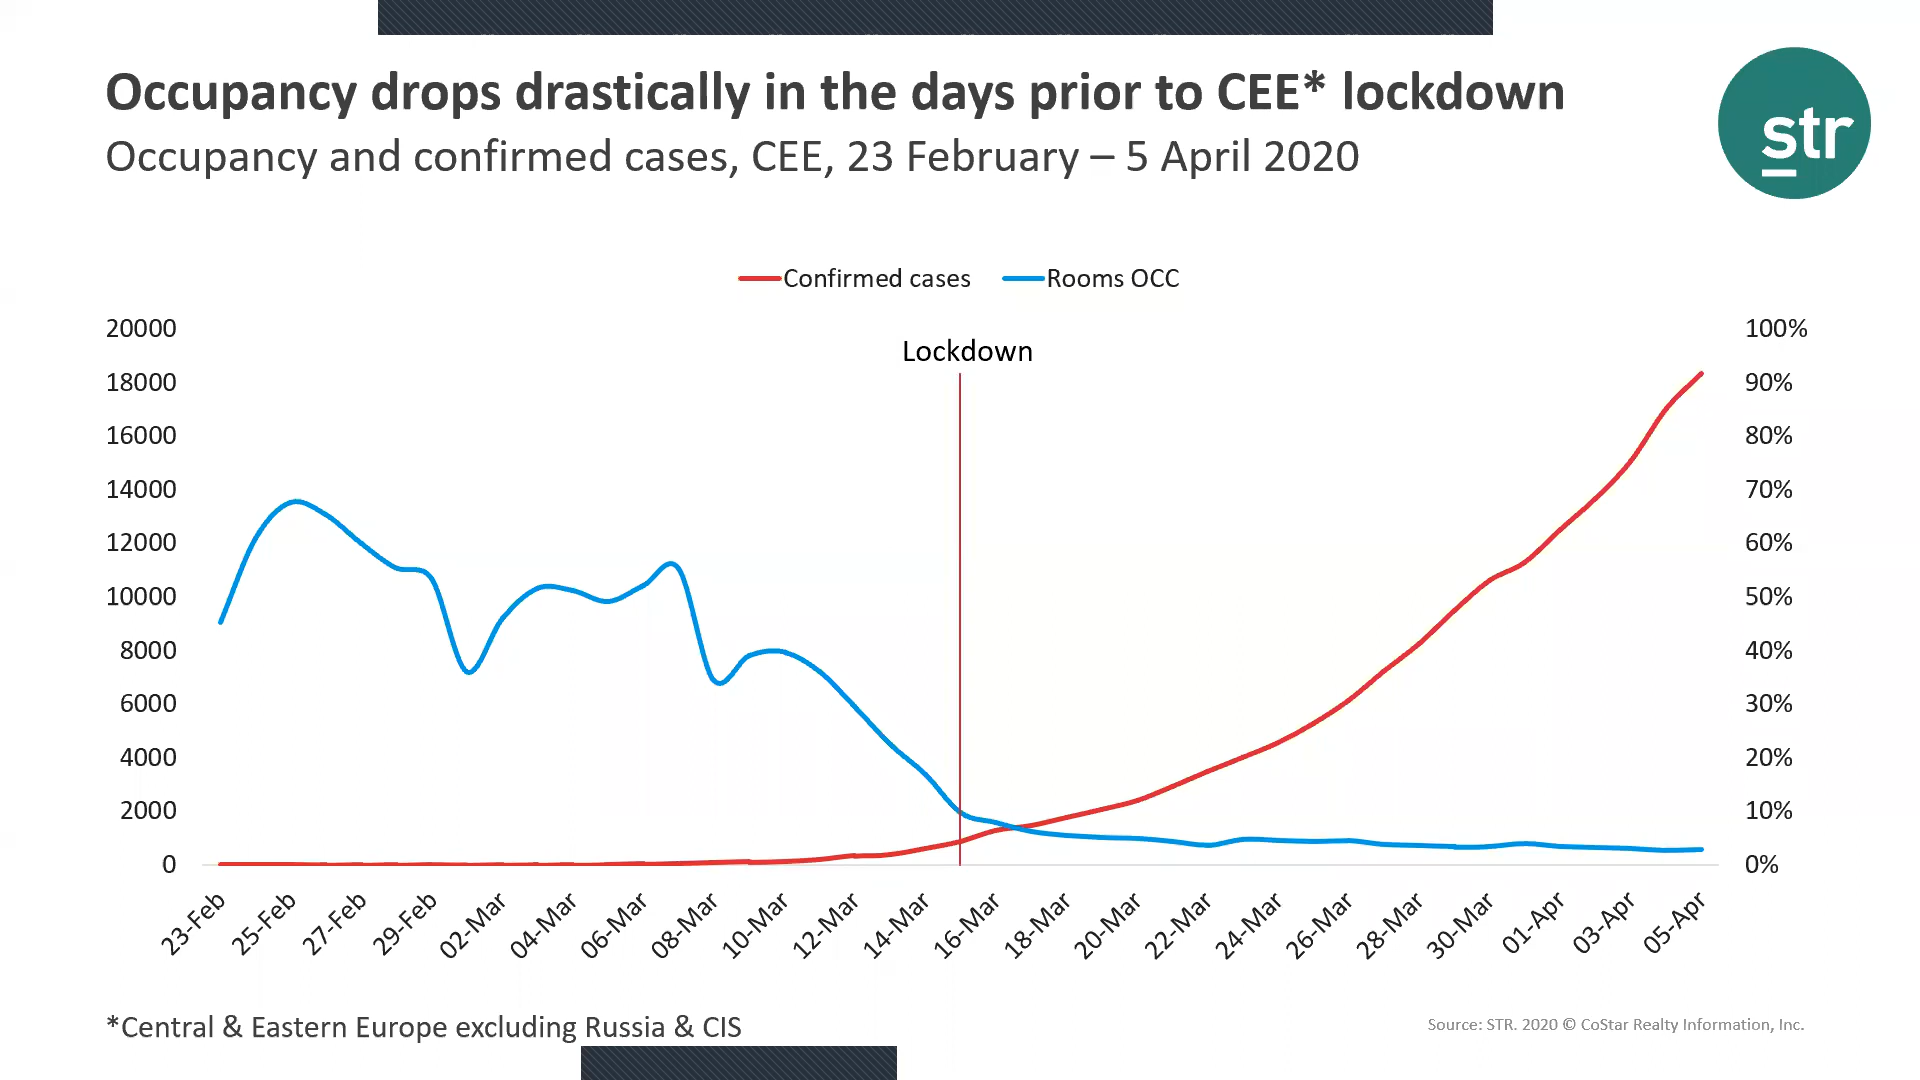 Occupancy drops drastically in the days prior to CEE* lockdown
Occupancy and confirmed cases, CEE, 23 February – 5 April 2020
str
Confirmed cases
Rooms OCC
Lockdown
20000
18000
16000
14000
12000
10000
8000
6000
4000
2000
0
100%
90%
80%
70%
60%
50%
40%
30%
20%
10%
0%
23-Feb
25-Feb
27-Feb
29-Feb
02-Mar
04-Mar
06-Mar
08-Mar
10-Mar
12-Mar
14-Mar
16-Mar
18-Mar
20-Mar
22-Mar
24-Mar
26-Mar
28-Mar
30-Mar
01-Apr
03-Apr
05-Apr
*Central & Eastern Europe excluding Russia & CIS
Source: STR. 2020 © CoStar Realty Information, Inc.